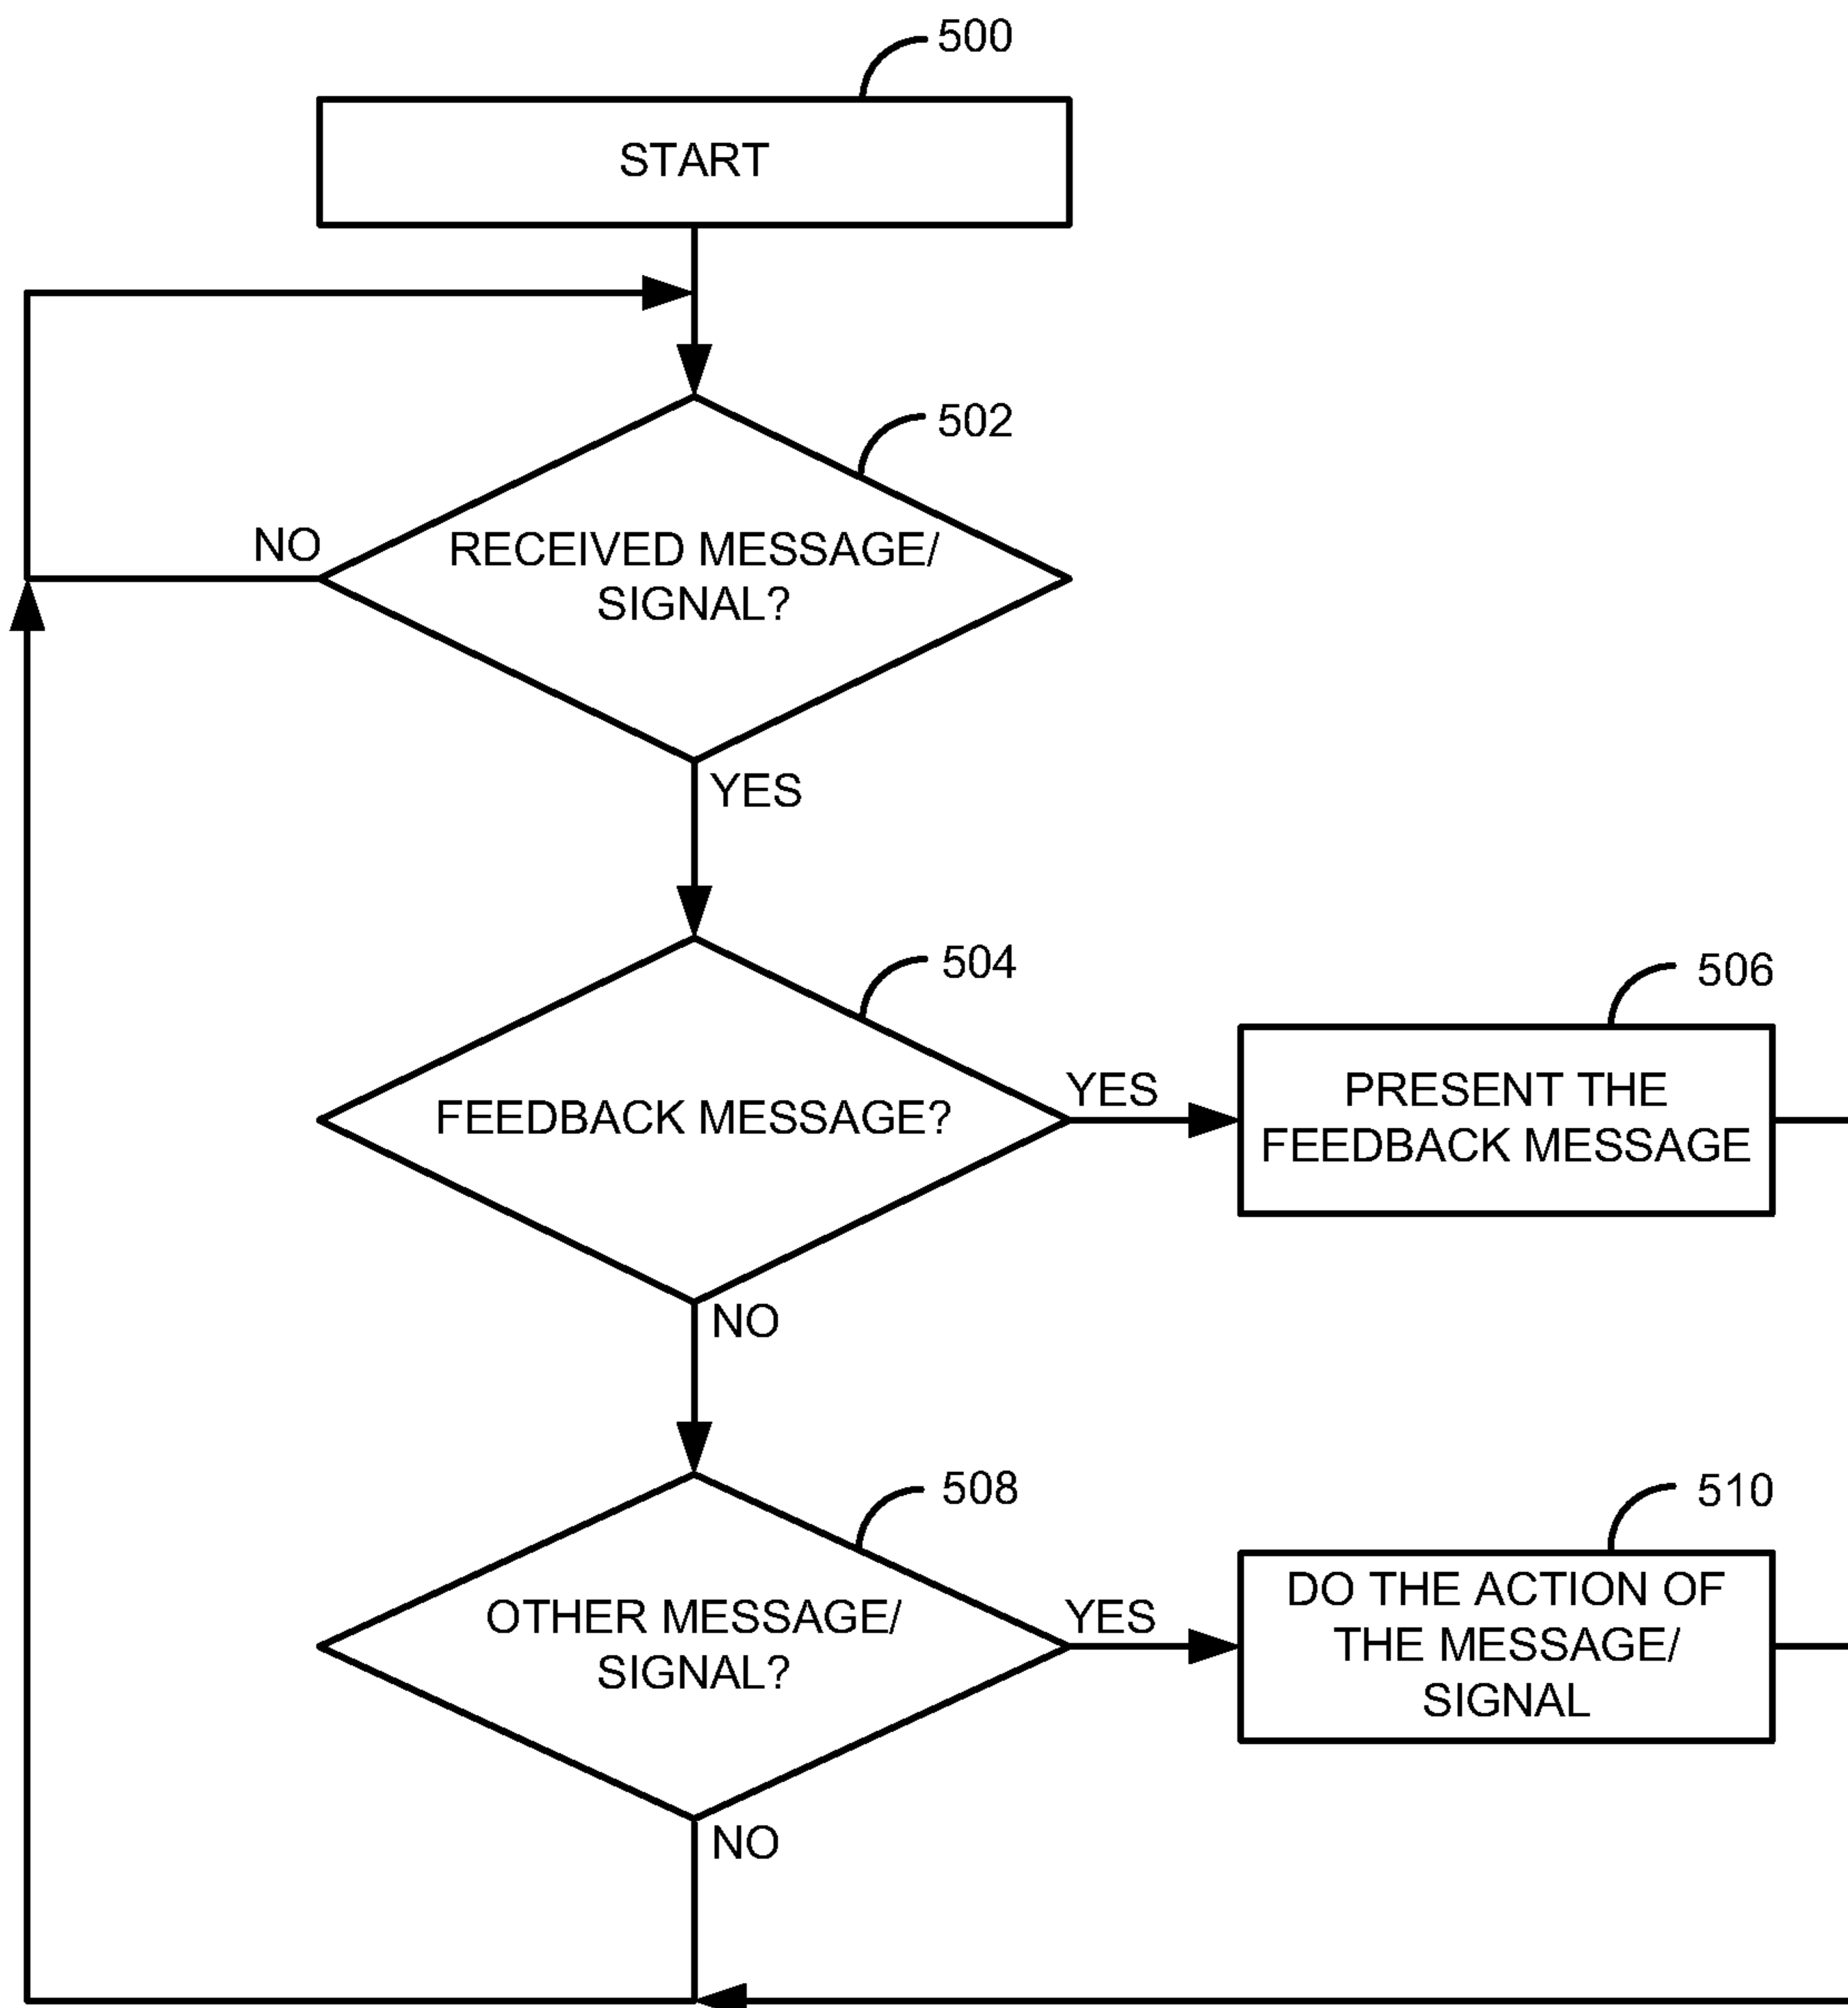 500
START
502
NO
RECEIVED MESSAGE/
SIGNAL?
YES
504
506
FEEDBACK MESSAGE?
YES
PRESENT THE
FEEDBACK MESSAGE
NO
508
510
OTHER MESSAGE/
SIGNAL?
YES
DO THE ACTION OF
THE MESSAGE/
SIGNAL
NO